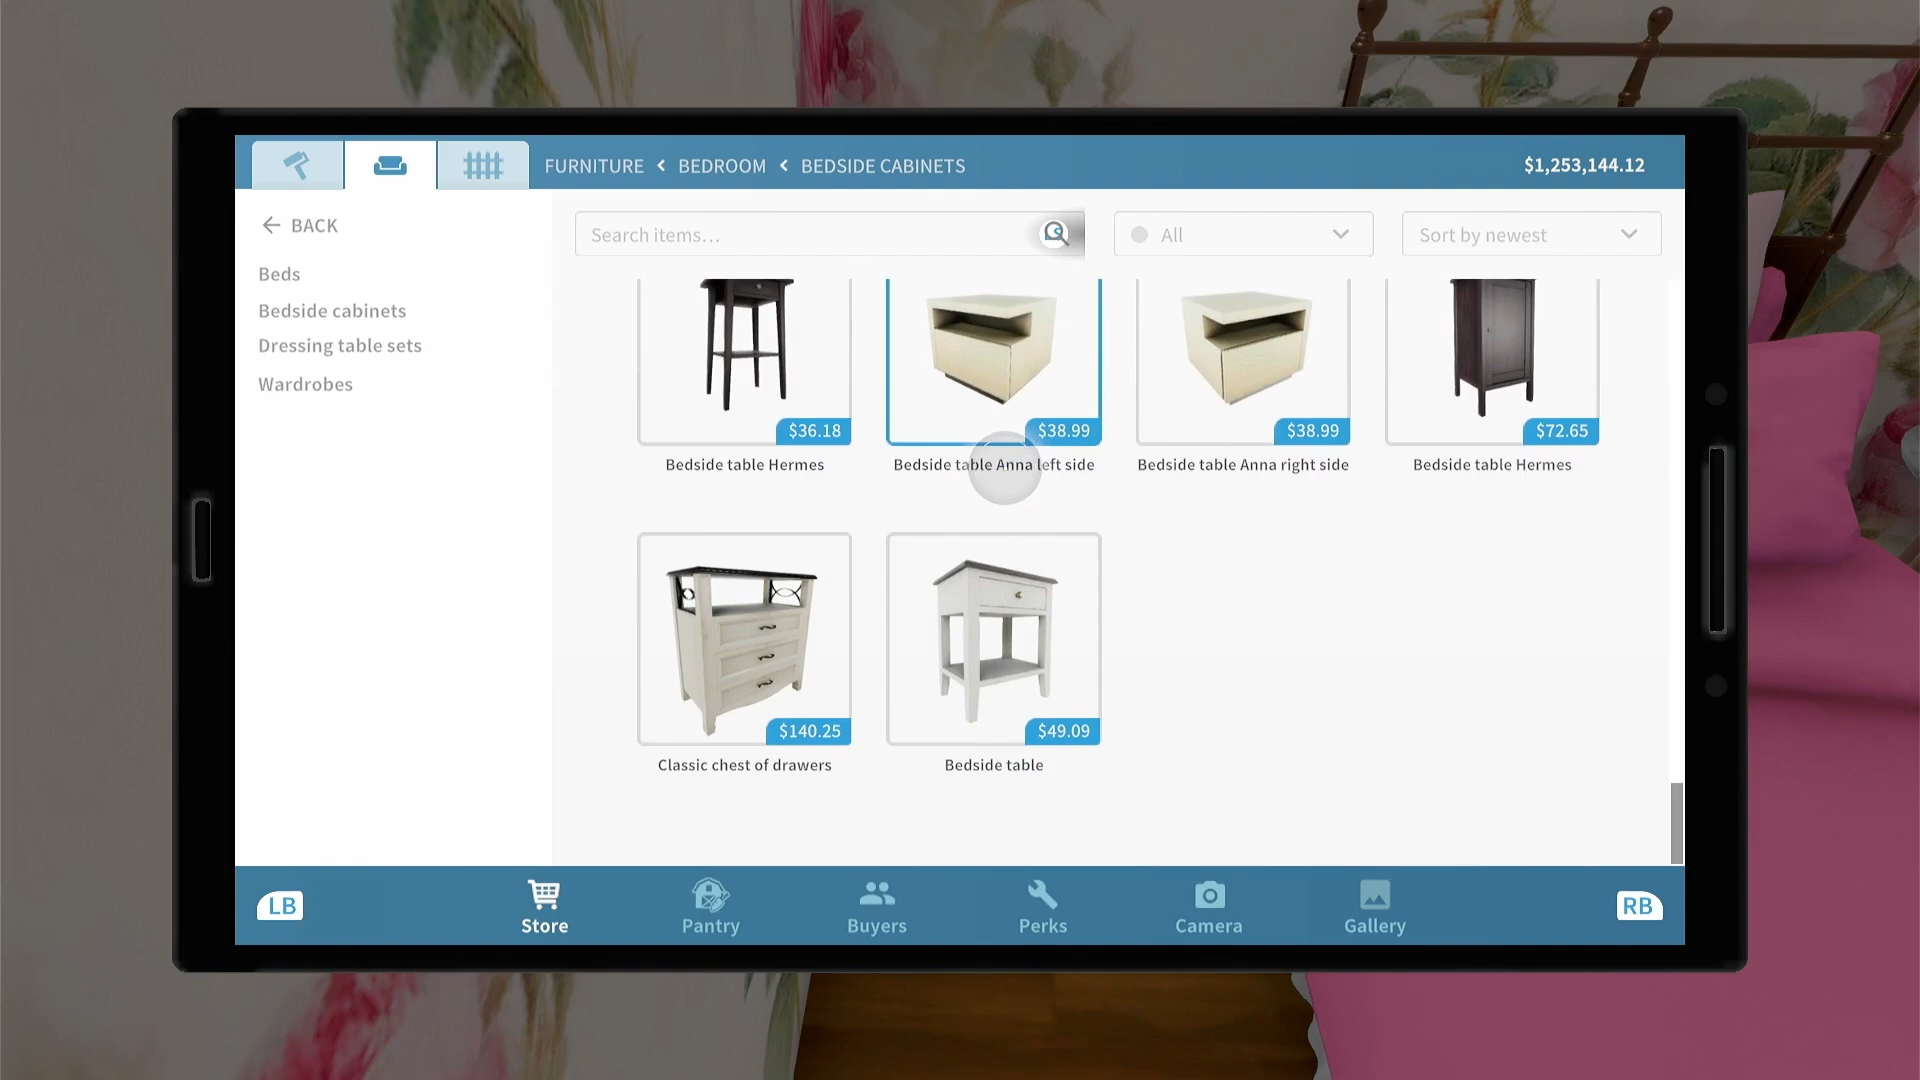 FURNITURE < BEDROOM < BEDSIDE CABINETS
$1,253,144.12
BACK
Beds
Bedside cabinets
Dressing table sets
Wardrobes
Search items...
LS
All
Sort by newest
$36.18
$38.99
$38.99
$72.65
Bedside table Hermes
Bedside table Anna left side
Bedside table Anna right side
Bedside table Hermes
$140.25
$49.09
Classic chest of drawers
Bedside table
LB
Store
Pantry
Buyers
Perks
Camera
Gallery
RB